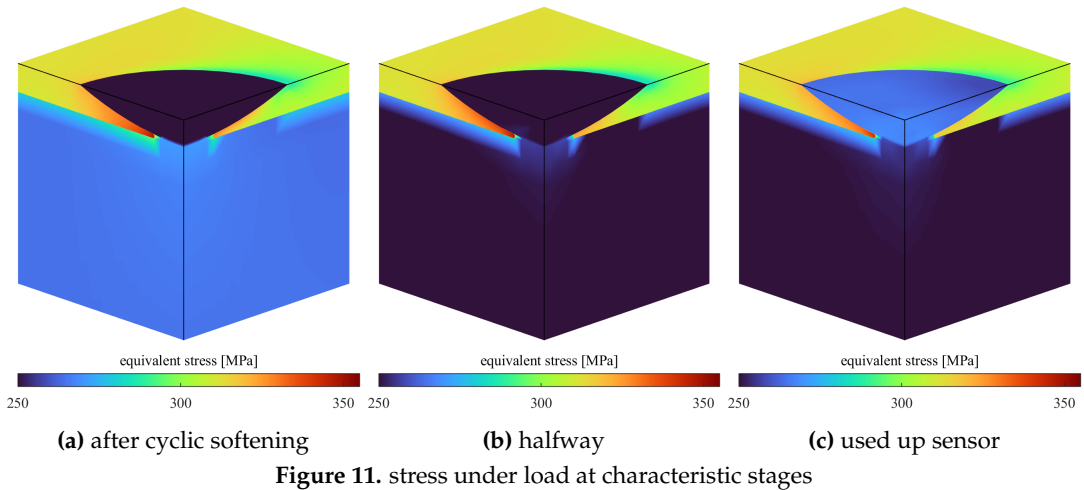 equivalent stress [MPa] equivalent stress [MPa] equivalent stress [MPa]
250 300 350 250 300 350 250 300 350
(a) after cyclic softening (b) halfway (c) used up sensor
Figure 11. stress under load at characteristic stages